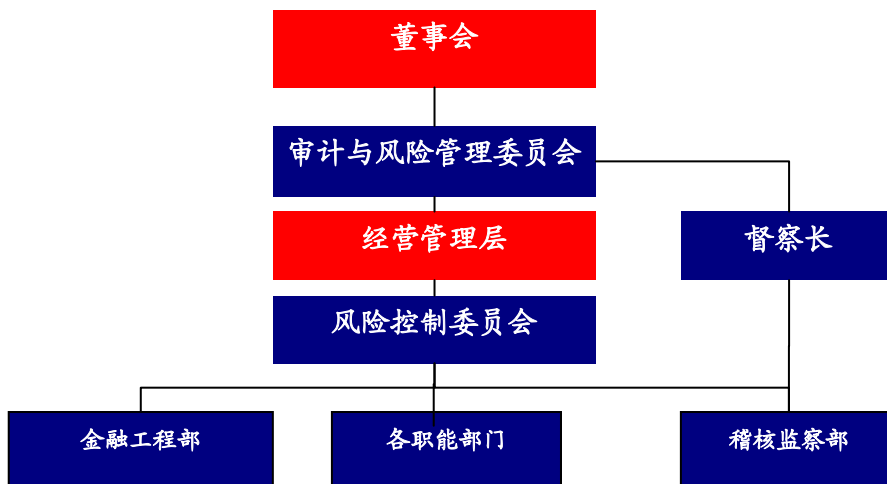 董事会
审计与风险管理委员会
经营管理层
督察长
风险控制委员会
金融工程部
各职能部门
稽核监察部